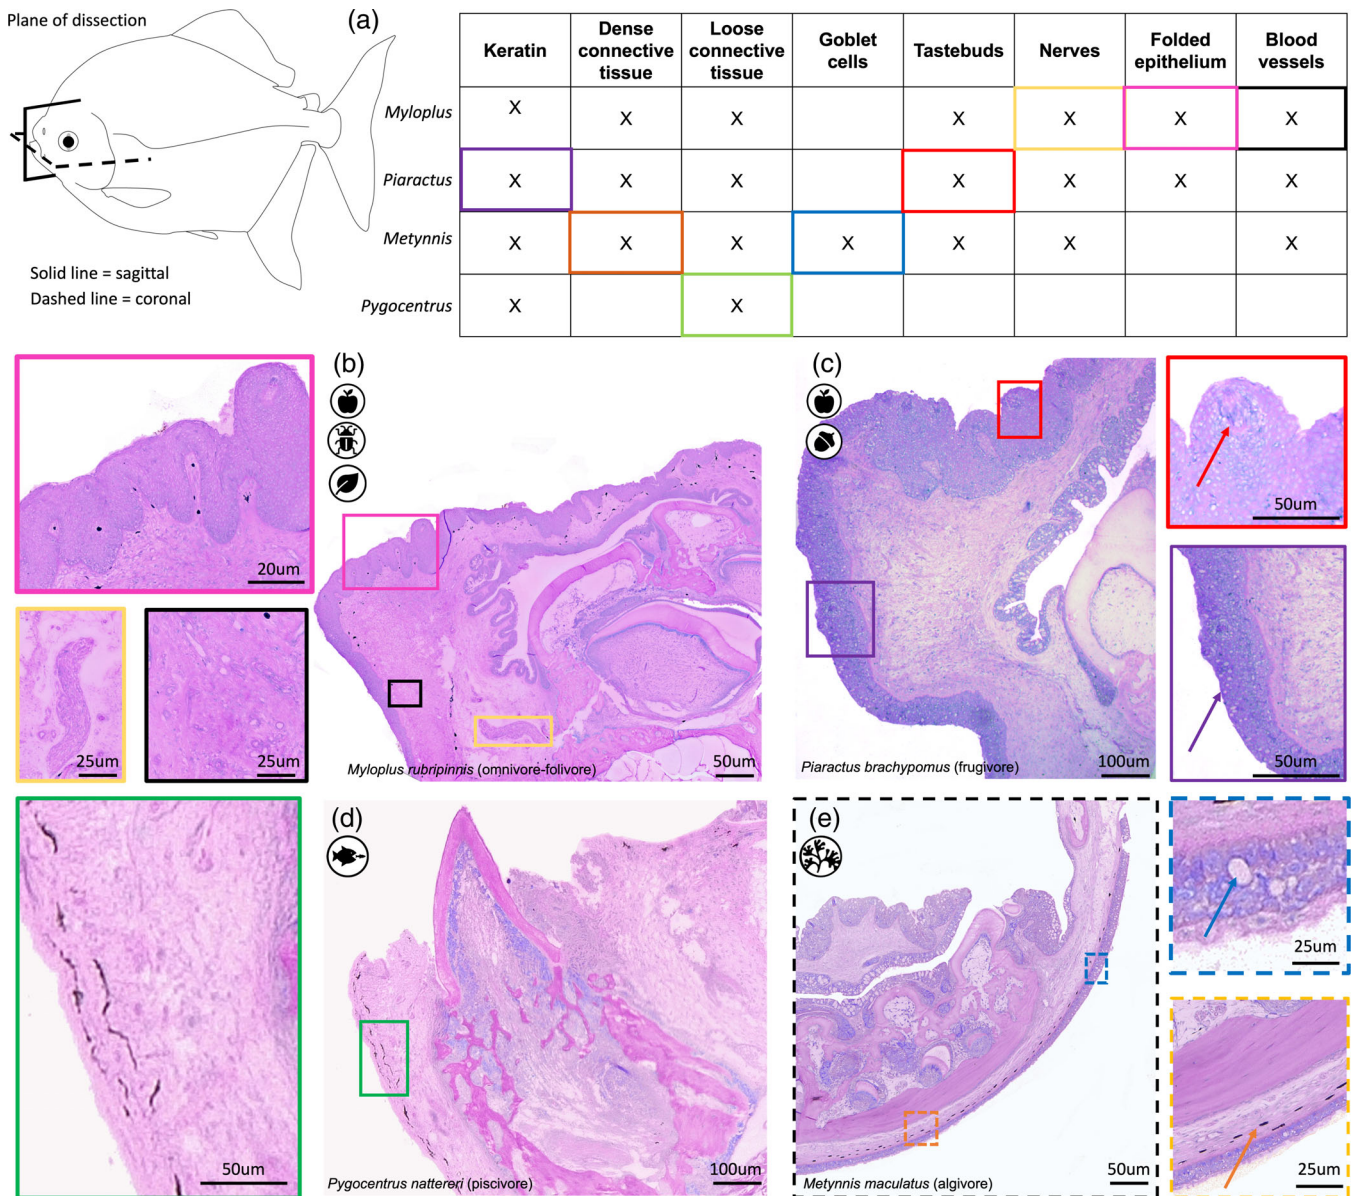 Plane of dissection
(a)
Keratin
Dense
connective
tissue
Loose
connective
tissue
Goblet
cells
Tastebuds
Nerves
Folded
epithelium
Blood
vessels
Myloplus
X
X
X
X
X
X
X
Piaractus
X
X
X
X
X
X
X
Metynnis
X
X
X
X
X
X
X
Pygocentrus
X
X
Solid line = sagittal
Dashed line = coronal
20um
25um
25um
(b)
Myloplus rubripinnis (omnivore-folivore)
50um
(c)
Piaractus brachypomus (frugivore)
100um
50um
50um
50um
(d)
Pygocentrus nattereri (piscivore)
100um
(e)
Metynnis maculatus (algivore)
50um
25um
25um